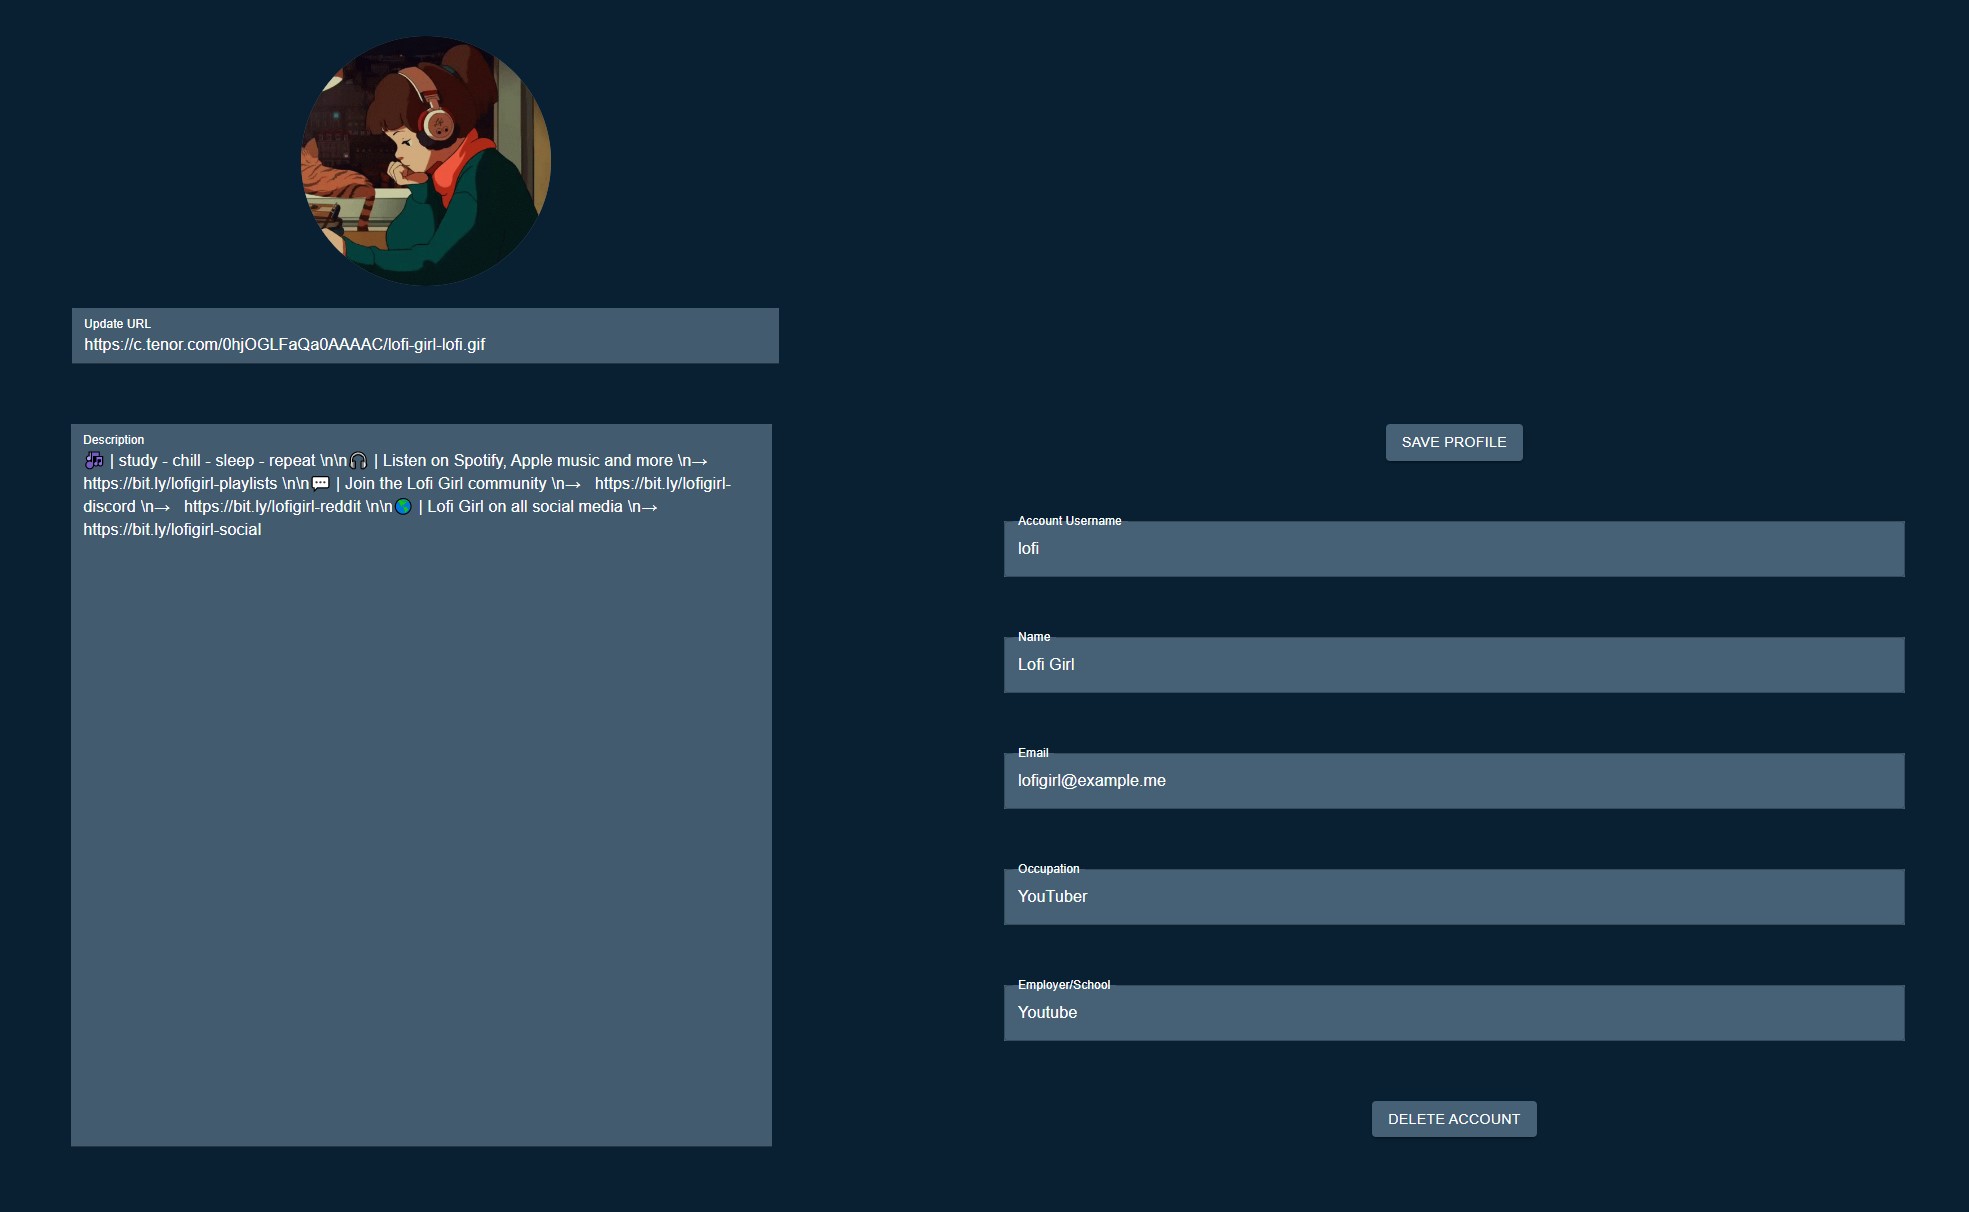 Update URL
https://c.tenor.com/0hjOGLFaQa0AAAAC/lofi-girl-lofi.gif
Description
🎶 | study - chill - sleep - repeat \n\n🎧 | Listen on Spotify, Apple music and more \n→
https://bit.ly/lofigirl-playlists \n\n💬 | Join the Lofi Girl community \n→ https://bit.ly/lofigirl-
discord \n→ https://bit.ly/lofigirl-reddit \n\n🌎 | Lofi Girl on all social media \n→
https://bit.ly/lofigirl-social
SAVE PROFILE
Account Username
lofi
Name
Lofi Girl
Email
lofigirl@example.me
Occupation
YouTuber
Employer/School
Youtube
DELETE ACCOUNT